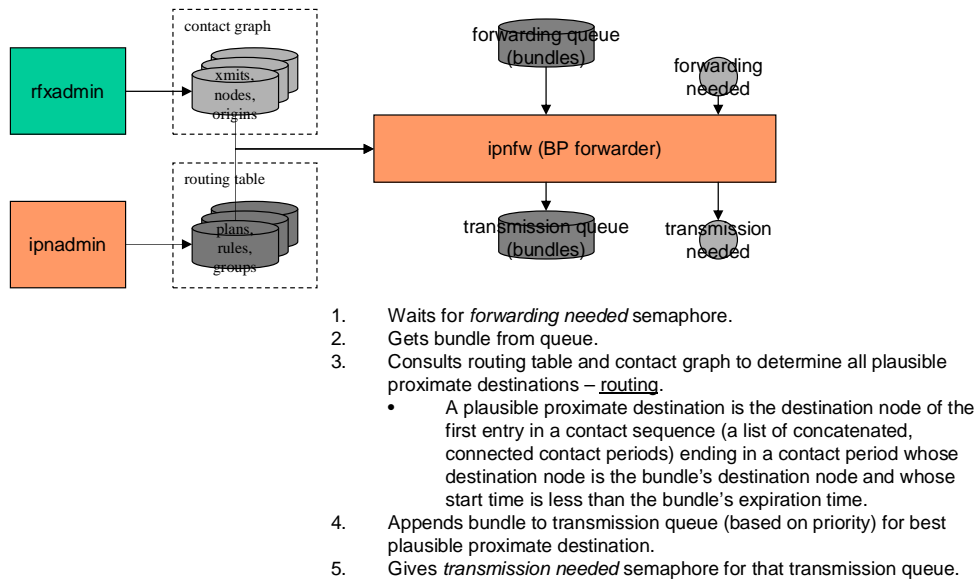 contact graph
xmits,
nodes,
origins
rfxadmin
forwarding queue
(bundles)
forwarding
needed
ipnfw (BP forwarder)
routing table
plans,
rules,
groups
ipnadmin
transmission queue
(bundles)
transmission
needed
1. Waits for forwarding needed semaphore.
2. Gets bundle from queue.
3. Consults routing table and contact graph to determine all plausible
proximate destinations – routing.
• A plausible proximate destination is the destination node of the
first entry in a contact sequence (a list of concatenated,
connected contact periods) ending in a contact period whose
destination node is the bundle's destination node and whose
start time is less than the bundle's expiration time.
4. Appends bundle to transmission queue (based on priority) for best
plausible proximate destination.
5. Gives transmission needed semaphore for that transmission queue.